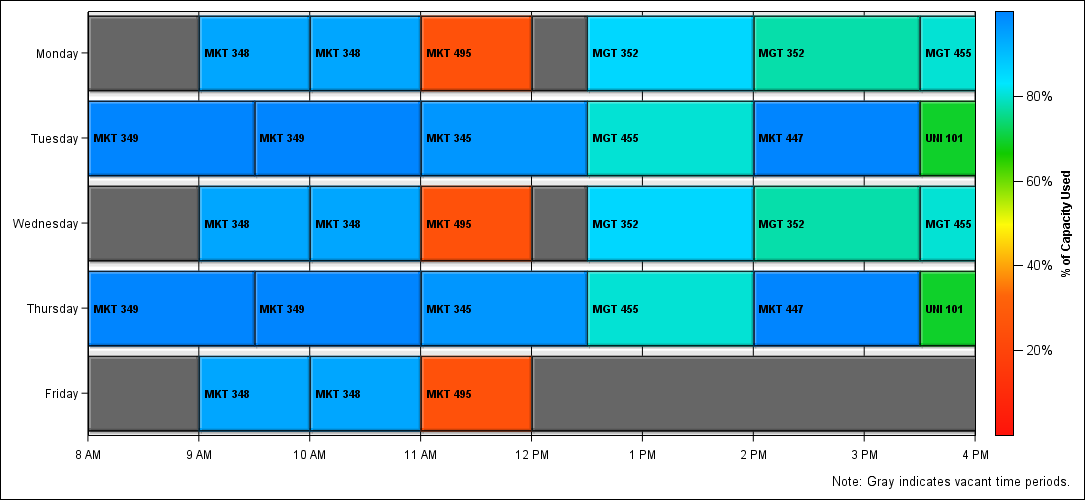 Monday MKT 348 MKT 348 MKT 495 MGT 352 MGT 352 MGT 455
Tuesday MKT 349 MKT 349 MKT 345 MGT 455 MKT 447 UNI 101
Wednesday MKT 348 MKT 348 MKT 495 MGT 352 MGT 352 MGT 455
Thursday MKT 349 MKT 349 MKT 345 MGT 455 MKT 447 UNI 101
Friday MKT 348 MKT 348 MKT 495
8 AM 9 AM 10 AM 11 AM 12 PM 1 PM 2 PM 3 PM 4 PM
80%
60%
40%
20%
% of Capacity Used
Note: Gray indicates vacant time periods.